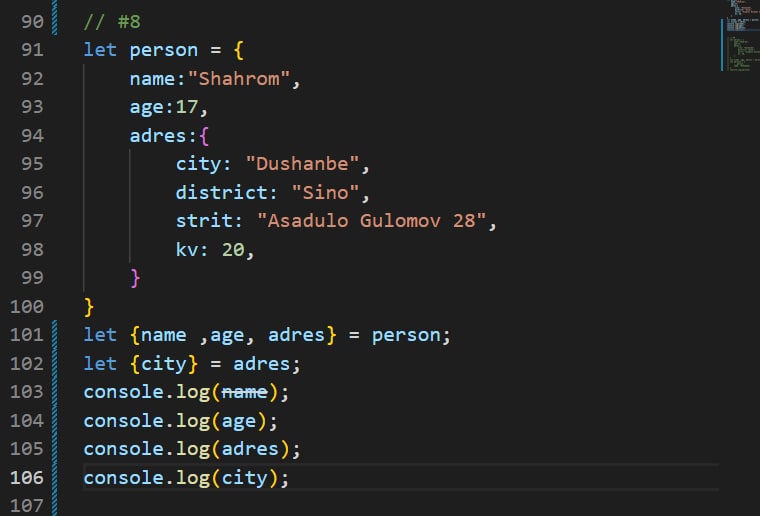 90 // #8
91 let person = {
92 name:"Shahrom",
93 age:17,
94 adres:{
95 city: "Dushanbe",
96 district: "Sino",
97 strit: "Asadulo Gulomov 28",
98 kv: 20,
99 }
100 }
101 let {name ,age, adres} = person;
102 let {city} = adres;
103 console.log(name);
104 console.log(age);
105 console.log(adres);
106 console.log(city);
107